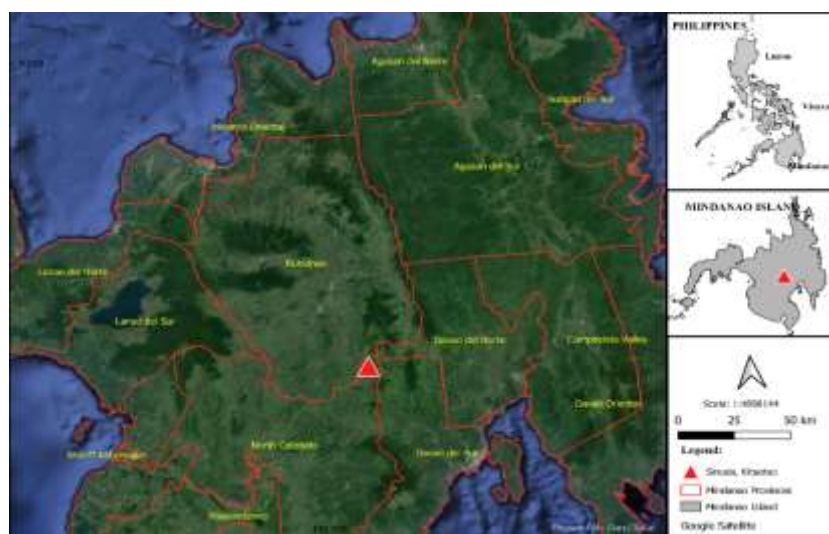 Agusan del Norte
Surigao del Sur
Misamis Oriental
Agusan del Sur
Bukidnon
Lanao del Norte
Lanao del Sur
Davao del Norte
Compostela Valley
Davao Oriental
North Cotabato
Davao del Sur
PHILIPPINES
Luzon
Visayas
Mindanao
MINDANAO ISLAND
0 25 50 km
Legend:
Sinuda, Kitaotao
Mindanao Provinces
Mindanao Island
Google Satellite